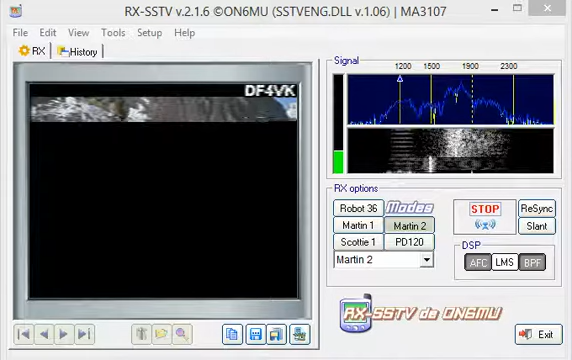 RX-SSTV v.2.1.6 ©ON6MU (SSTVENG.DLL v.1.06) | MA3107
File Edit View Tools Setup Help
RX History
DF4VK
Signal
1200 1500 1900 2300
RX options
Robot 36 Modes
Martin 1 Martin 2
Scottie 1 PD120
Martin 2
STOP ReSync
Slant
DSP
AFC LMS BPF
RX-SSTV de ON6MU
Exit